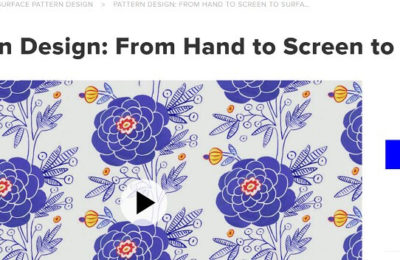 SURFACE PATTERN DESIGN > PATTERN DESIGN: FROM HAND TO SCREEN TO SURFA...
n Design: From Hand to Screen to